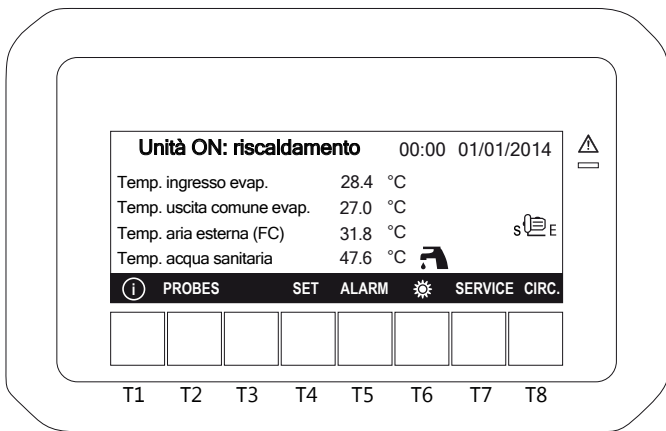 Unità ON: riscaldamento 00:00 01/01/2014
Temp. ingresso evap. 28.4 °C
Temp. uscita comune evap. 27.0 °C
Temp. aria esterna (FC) 31.8 °C
S E
Temp. acqua sanitaria 47.6 °C
i PROBES SET ALARM SERVICE CIRC.
T1 T2 T3 T4 T5 T6 T7 T8